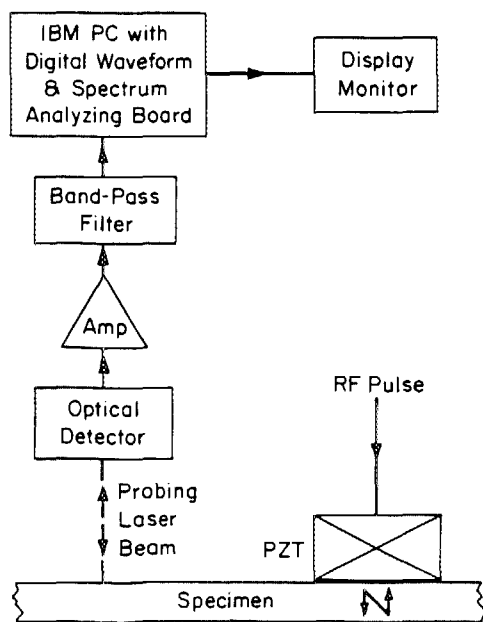 IBM PC with
Digital Waveform
& Spectrum
Analyzing Board
Display
Monitor
Band-Pass
Filter
Amp
Optical
Detector
RF Pulse
Probing
Laser
Beam
PZT
Specimen